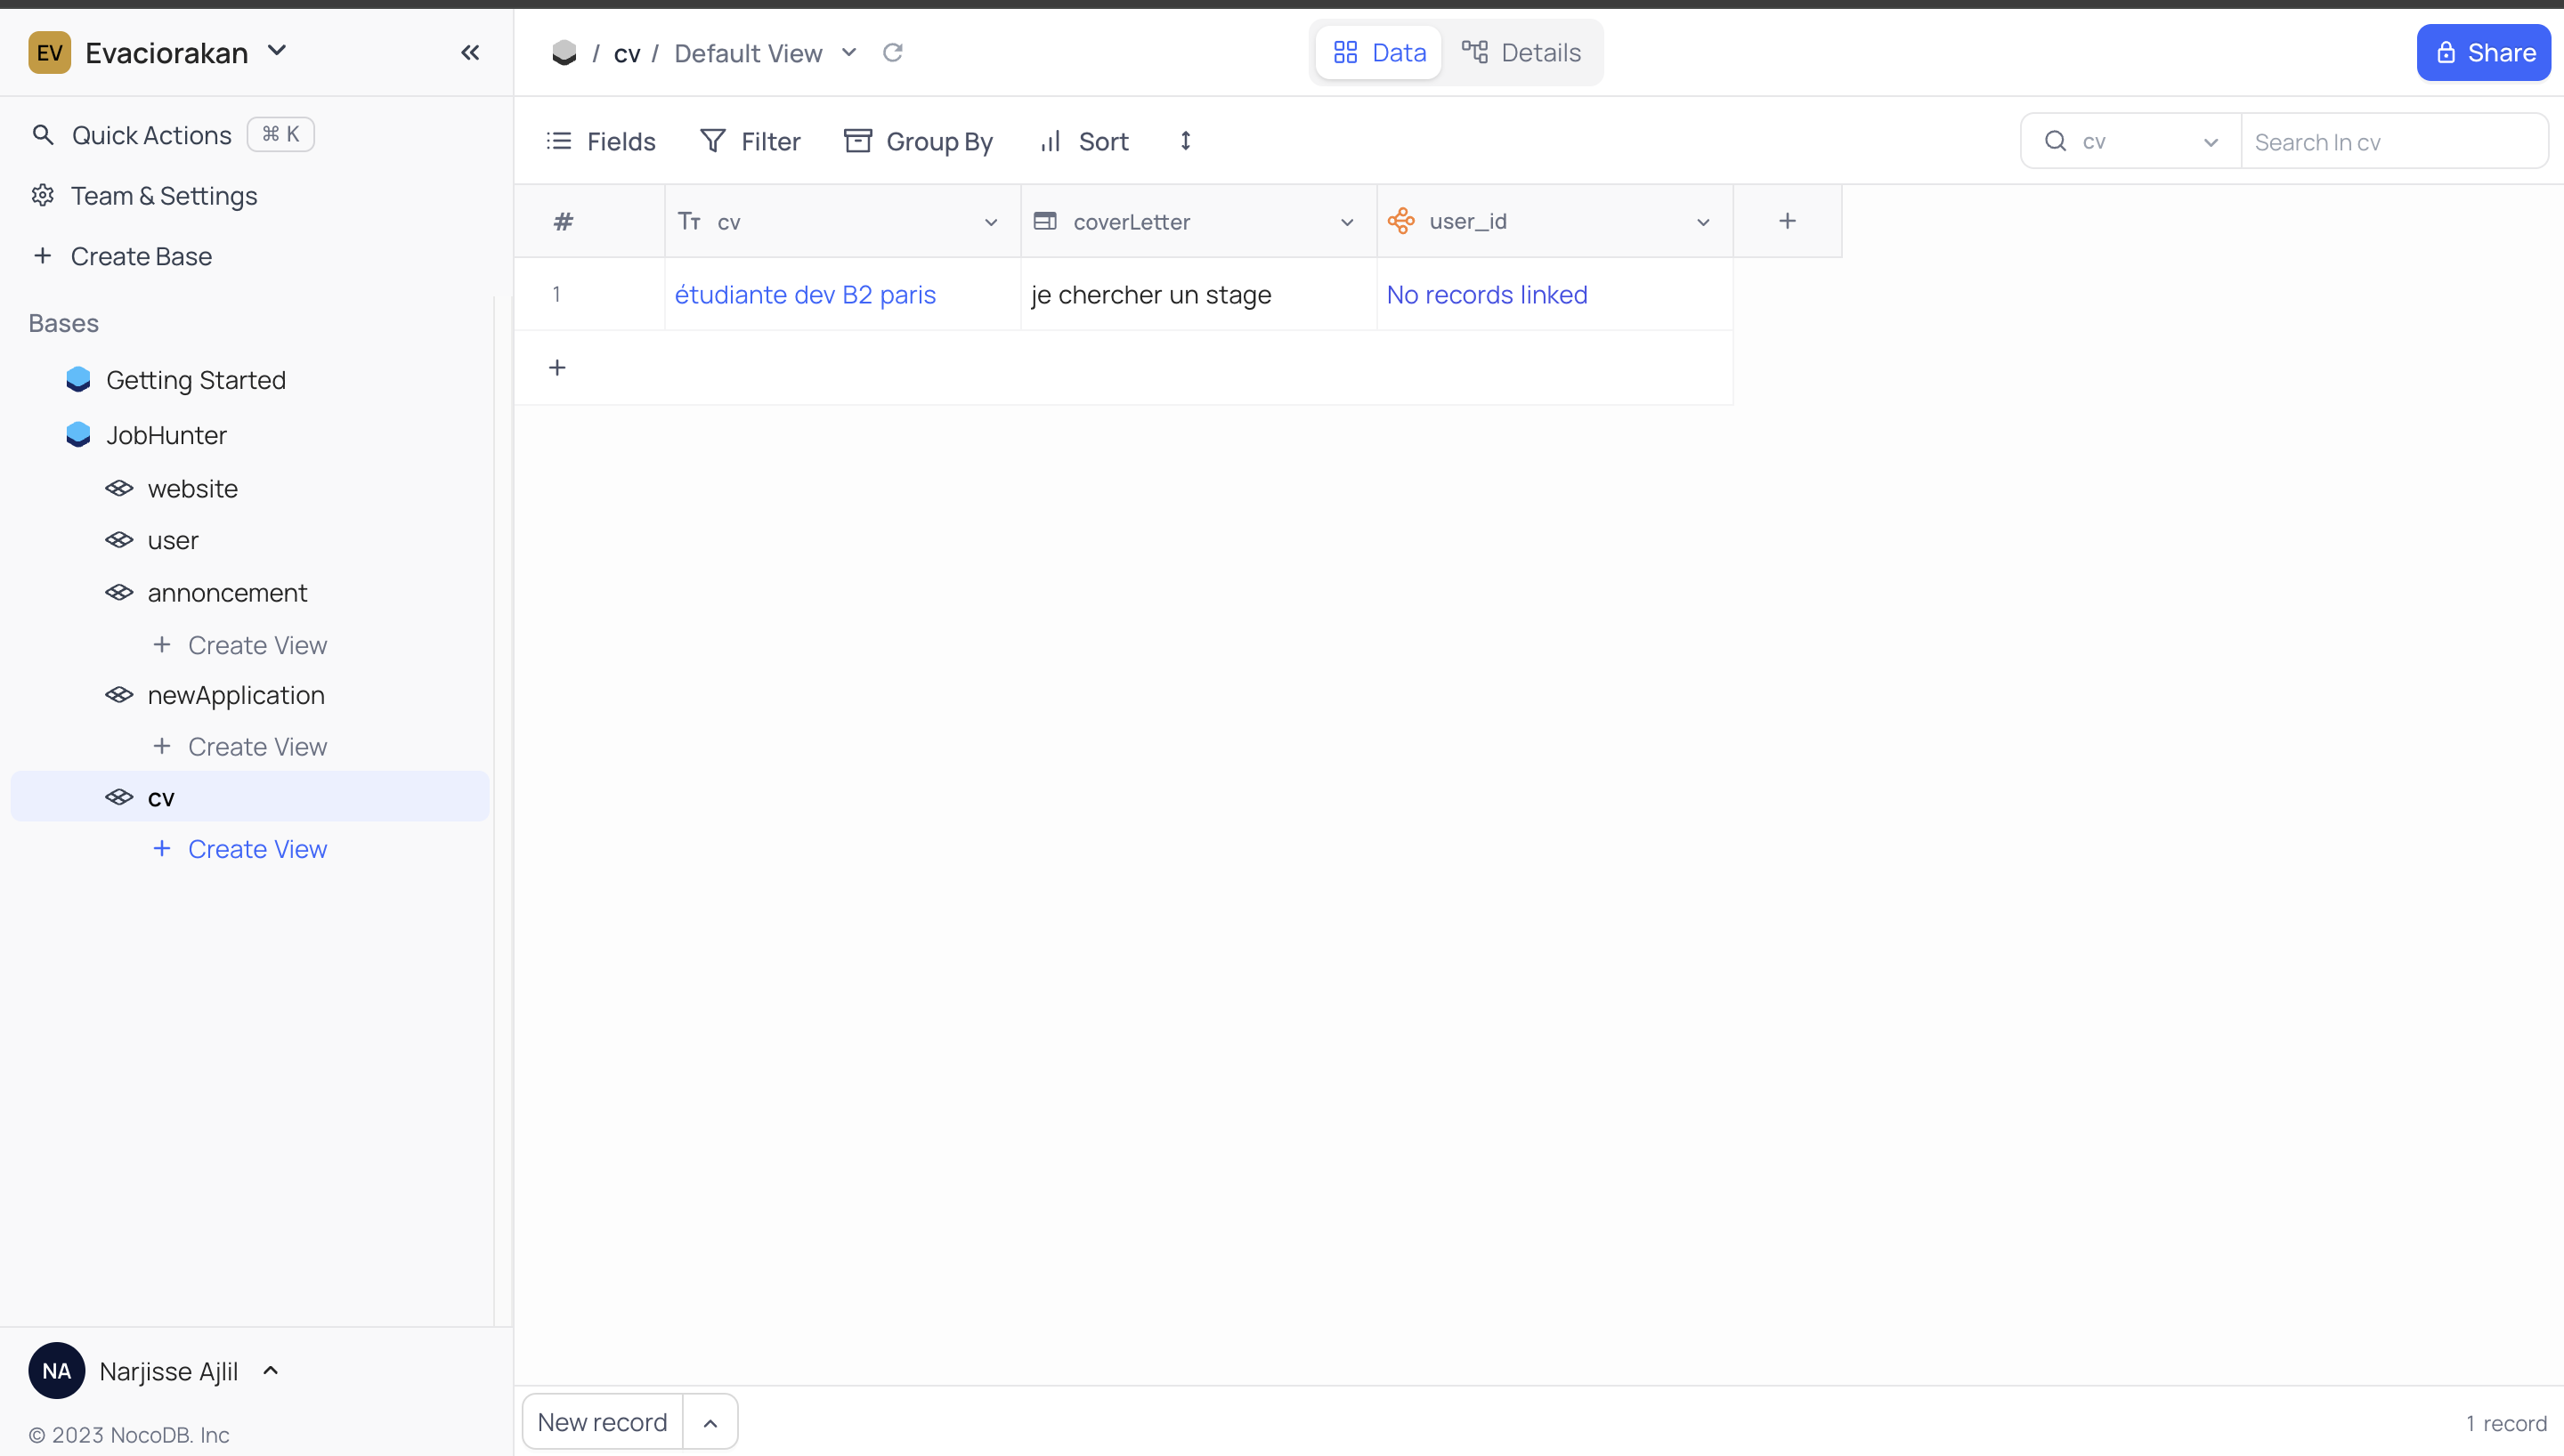 EV Evaciorakan
Quick Actions ⌘ K
Team & Settings
+ Create Base
Bases
Getting Started
JobHunter
website
user
annoncement
+ Create View
newApplication
+ Create View
cv
+ Create View
NA Narjisse Ajlil
© 2023 NocoDB. Inc
/ cv / Default View
Data Details
Share
Fields Filter Group By Sort
cv Search In cv
# Tт cv coverLetter user_id +
1 étudiante dev B2 paris je chercher un stage No records linked
+
New record
1 record